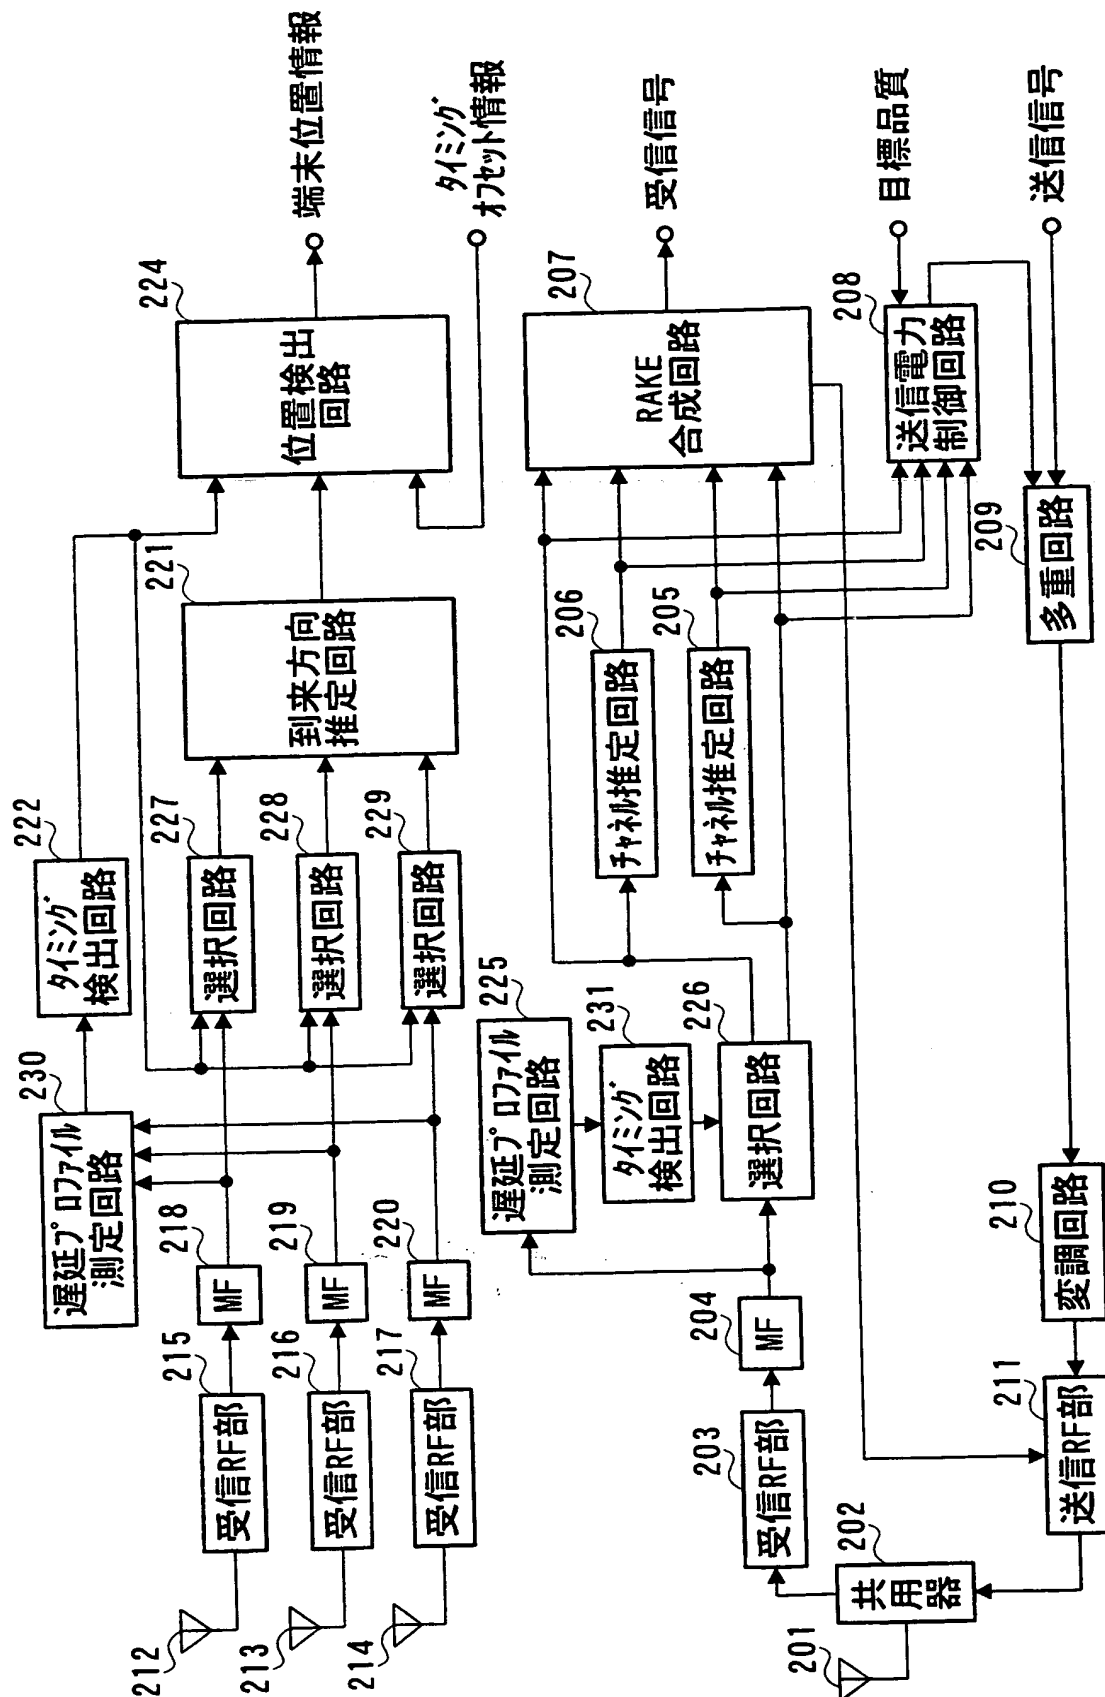 212
213
214
215
受信RF部
216
受信RF部
217
受信RF部
218
MF
219
MF
220
MF
230
遅延プロファイル
測定回路
222
タイミング
検出回路
227
選択回路
228
選択回路
229
選択回路
221
到来方向
推定回路
224
位置検出
回路
端末位置情報
タイミング
オフセット情報
201
202
共用器
203
受信RF部
204
MF
225
遅延プロファイル
測定回路
231
タイミング
検出回路
226
選択回路
206
チャネル推定回路
205
チャネル推定回路
207
RAKE
合成回路
受信信号
208
送信電力
制御回路
目標品質
209
多重回路
送信信号
210
変調回路
211
送信RF部